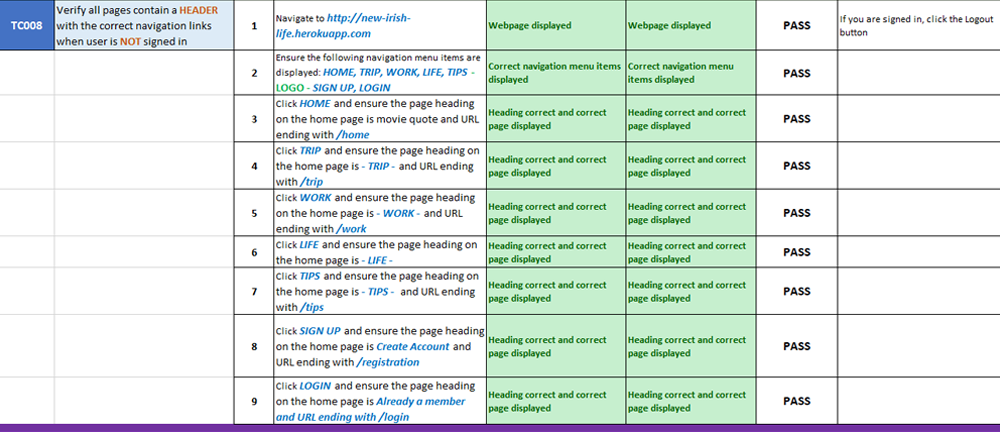 TC008
Verify all pages contain a HEADER
with the correct navigation links
when user is NOT signed in
1
Navigate to http://new-irish-
life.herokuapp.com
Webpage displayed
Webpage displayed
PASS
If you are signed in, click the Logout
button
2
Ensure the following navigation menu items are
displayed: HOME, TRIP, WORK, LIFE, TIPS -
LOGO - SIGN UP, LOGIN
Correct navigation menu items
displayed
Correct navigation menu
items displayed
PASS
3
Click HOME and ensure the page heading
on the home page is movie quote and URL
ending with /home
Heading correct and correct
page displayed
Heading correct and correct
page displayed
PASS
4
Click TRIP and ensure the page heading on
the home page is - TRIP - and URL ending
with /trip
Heading correct and correct
page displayed
Heading correct and correct
page displayed
PASS
5
Click WORK and ensure the page heading
on the home page is - WORK - and URL
ending with /work
Heading correct and correct
page displayed
Heading correct and correct
page displayed
PASS
6
Click LIFE and ensure the page heading on
the home page is - LIFE -
Heading correct and correct
page displayed
Heading correct and correct
page displayed
PASS
7
Click TIPS and ensure the page heading on
the home page is - TIPS - and URL ending
with /tips
Heading correct and correct
page displayed
Heading correct and correct
page displayed
PASS
8
Click SIGN UP and ensure the page heading
on the home page is Create Account and
URL ending with /registration
Heading correct and correct
page displayed
Heading correct and correct
page displayed
PASS
9
Click LOGIN and ensure the page heading
on the home page is Already a member
and URL ending with /login
Heading correct and correct
page displayed
Heading correct and correct
page displayed
PASS